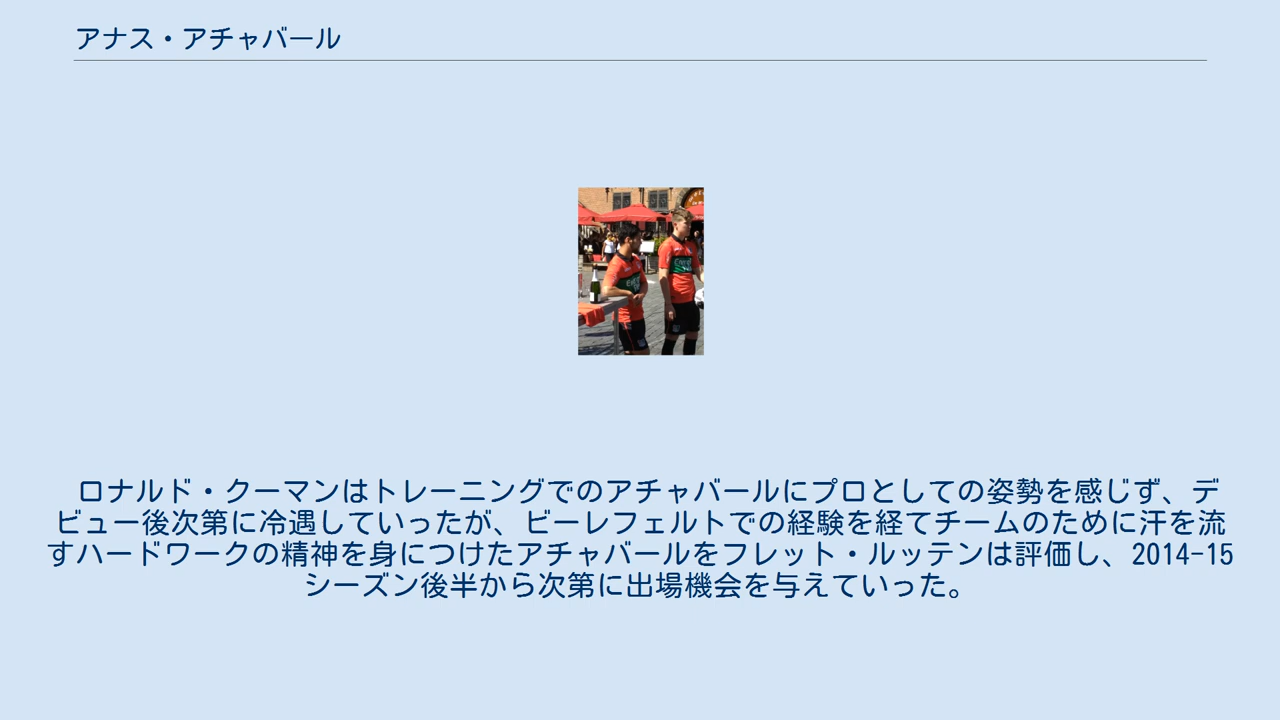 アナス・アチャバール
ロナルド・クーマンはトレーニングでのアチャバールにプロとしての姿勢を感じず、デ
ビュー後次第に冷遇していったが、ビーレフェルトでの経験を経てチームのために汗を流
すハードワークの精神を身につけたアチャバールをフレット・ルッテンは評価し、2014-15
シーズン後半から次第に出場機会を与えていった。